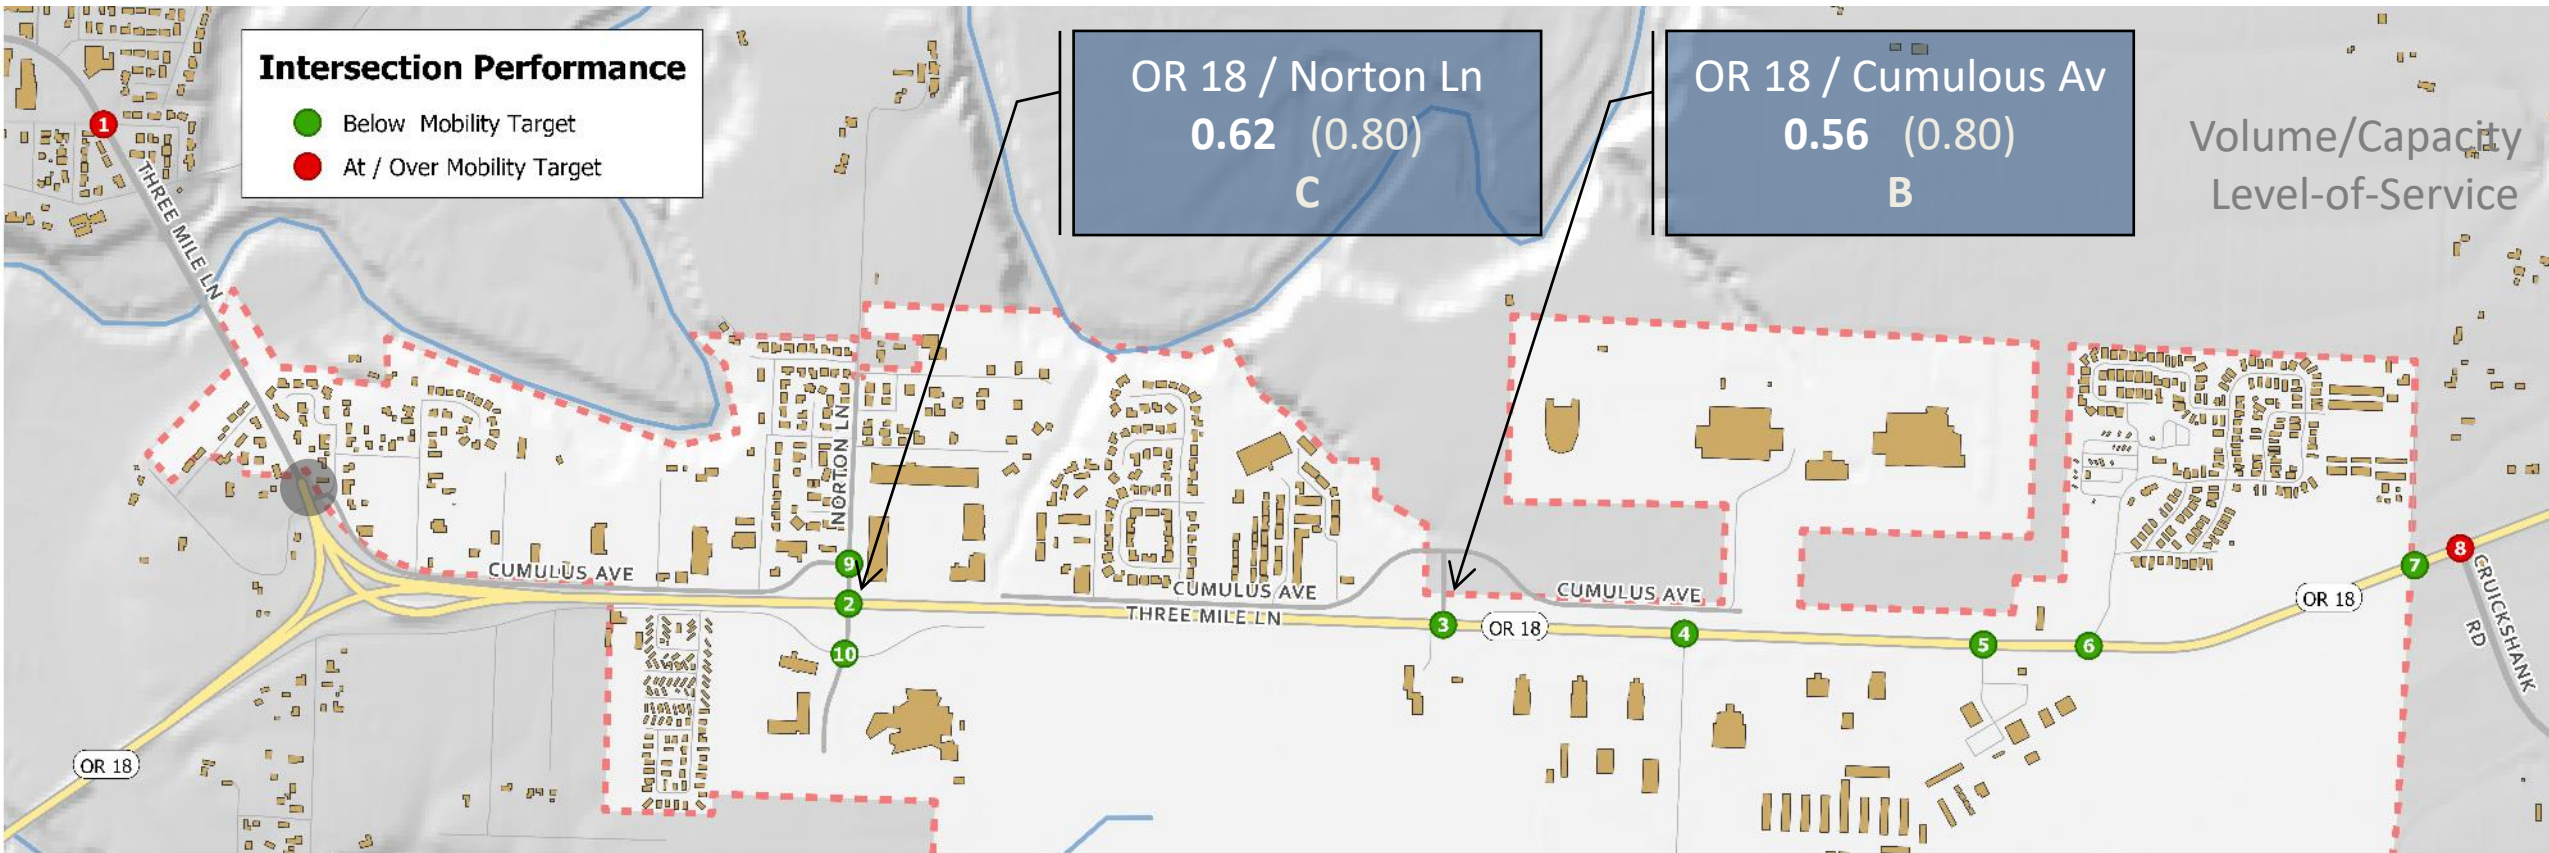 Intersection Performance
Below Mobility Target
At / Over Mobility Target
OR 18 / Norton Ln
0.62 (0.80)
C
OR 18 / Cumulous Av
0.56 (0.80)
B
Volume/Capacity
Level-of-Service
1
THREE MILE LN
NORTON LN
CUMULUS AVE
9
2
10
CUMULUS AVE
THREE MILE LN
3
OR 18
CUMULUS AVE
4
5
6
OR 18
7
8
CRUICKSHANK
RD
OR 18